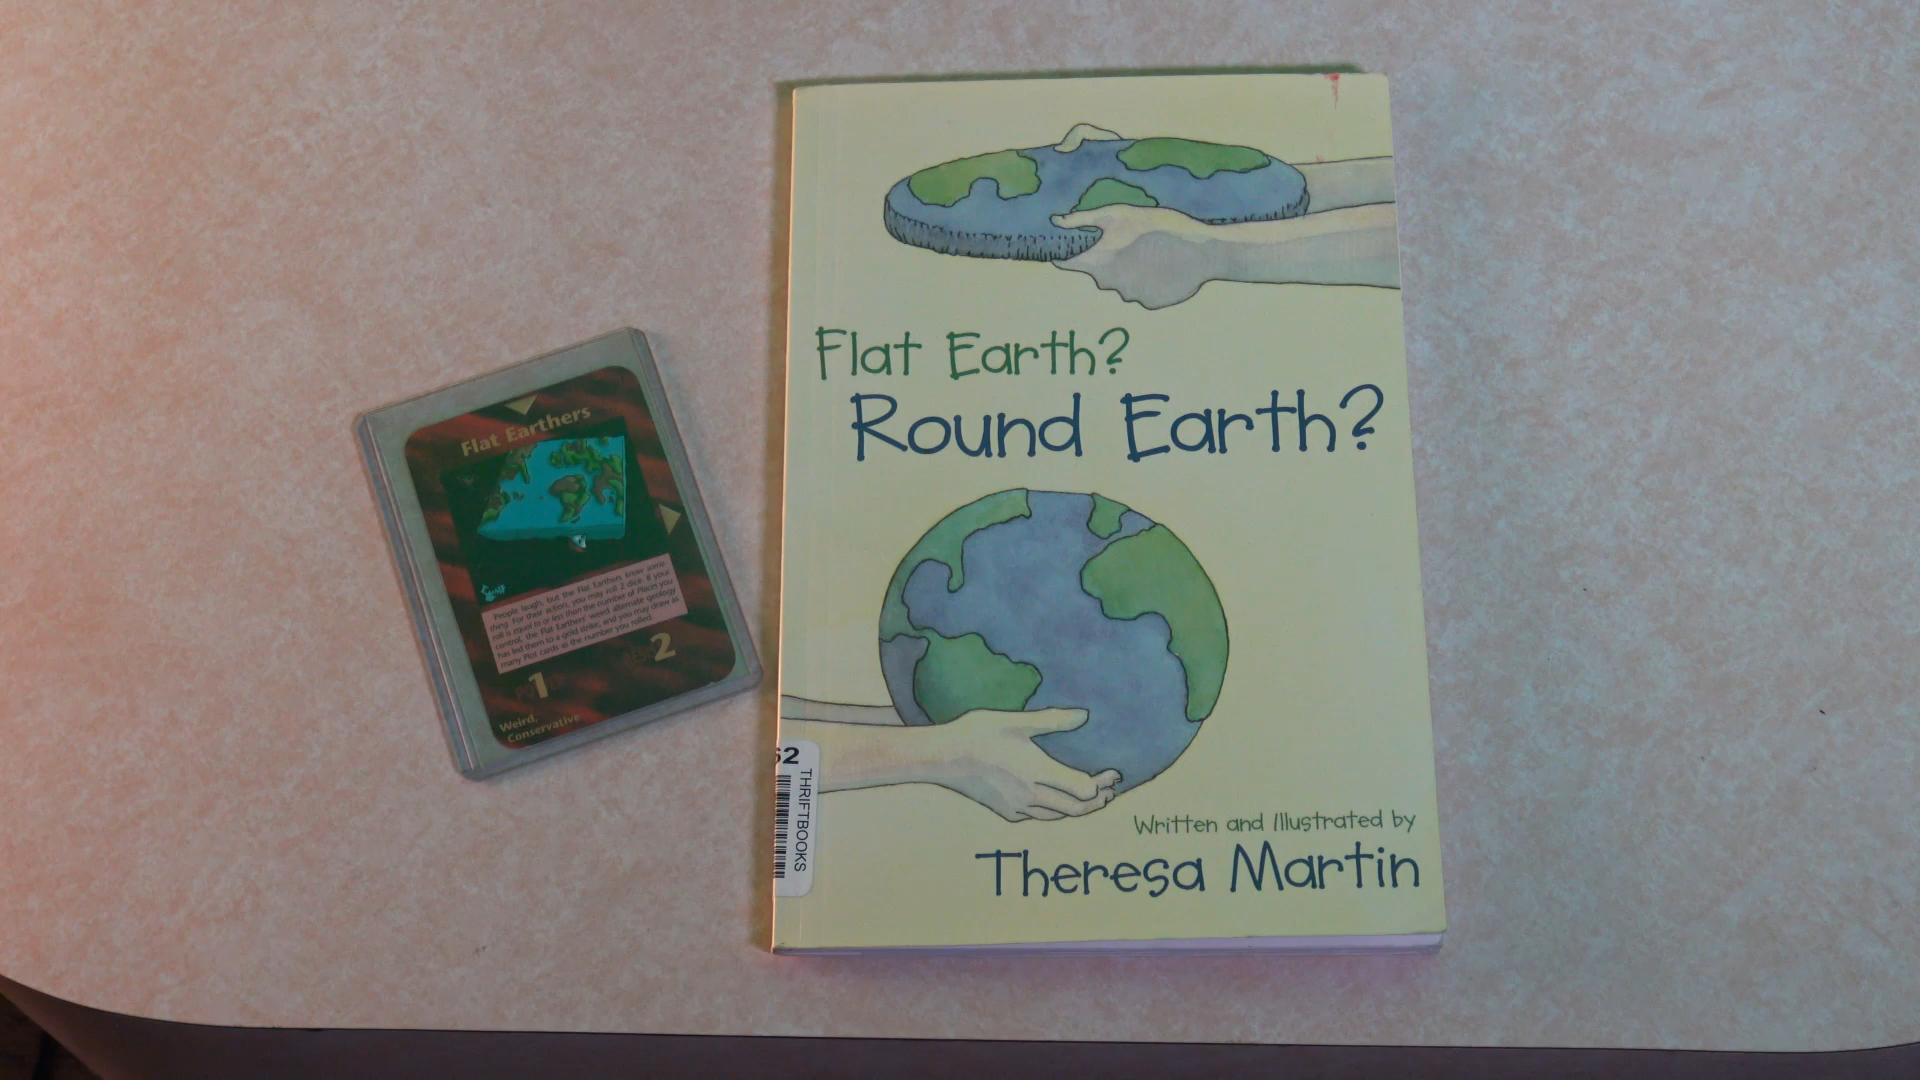 Flat Earthers
People laugh, but the Flat Earthers know some-
thing. For their action, you may roll 2 dice. If your
roll is equal to or less than the number of Places you
control, the Flat Earthers' weird alternate geology
has led them to a gold strike, and you may draw as
many Plot cards as the number you rolled.
2
1
Weird,
Conservative
Flat Earth?
Round Earth?
Written and Illustrated by
Theresa Martin
62
THRIFTBOOKS